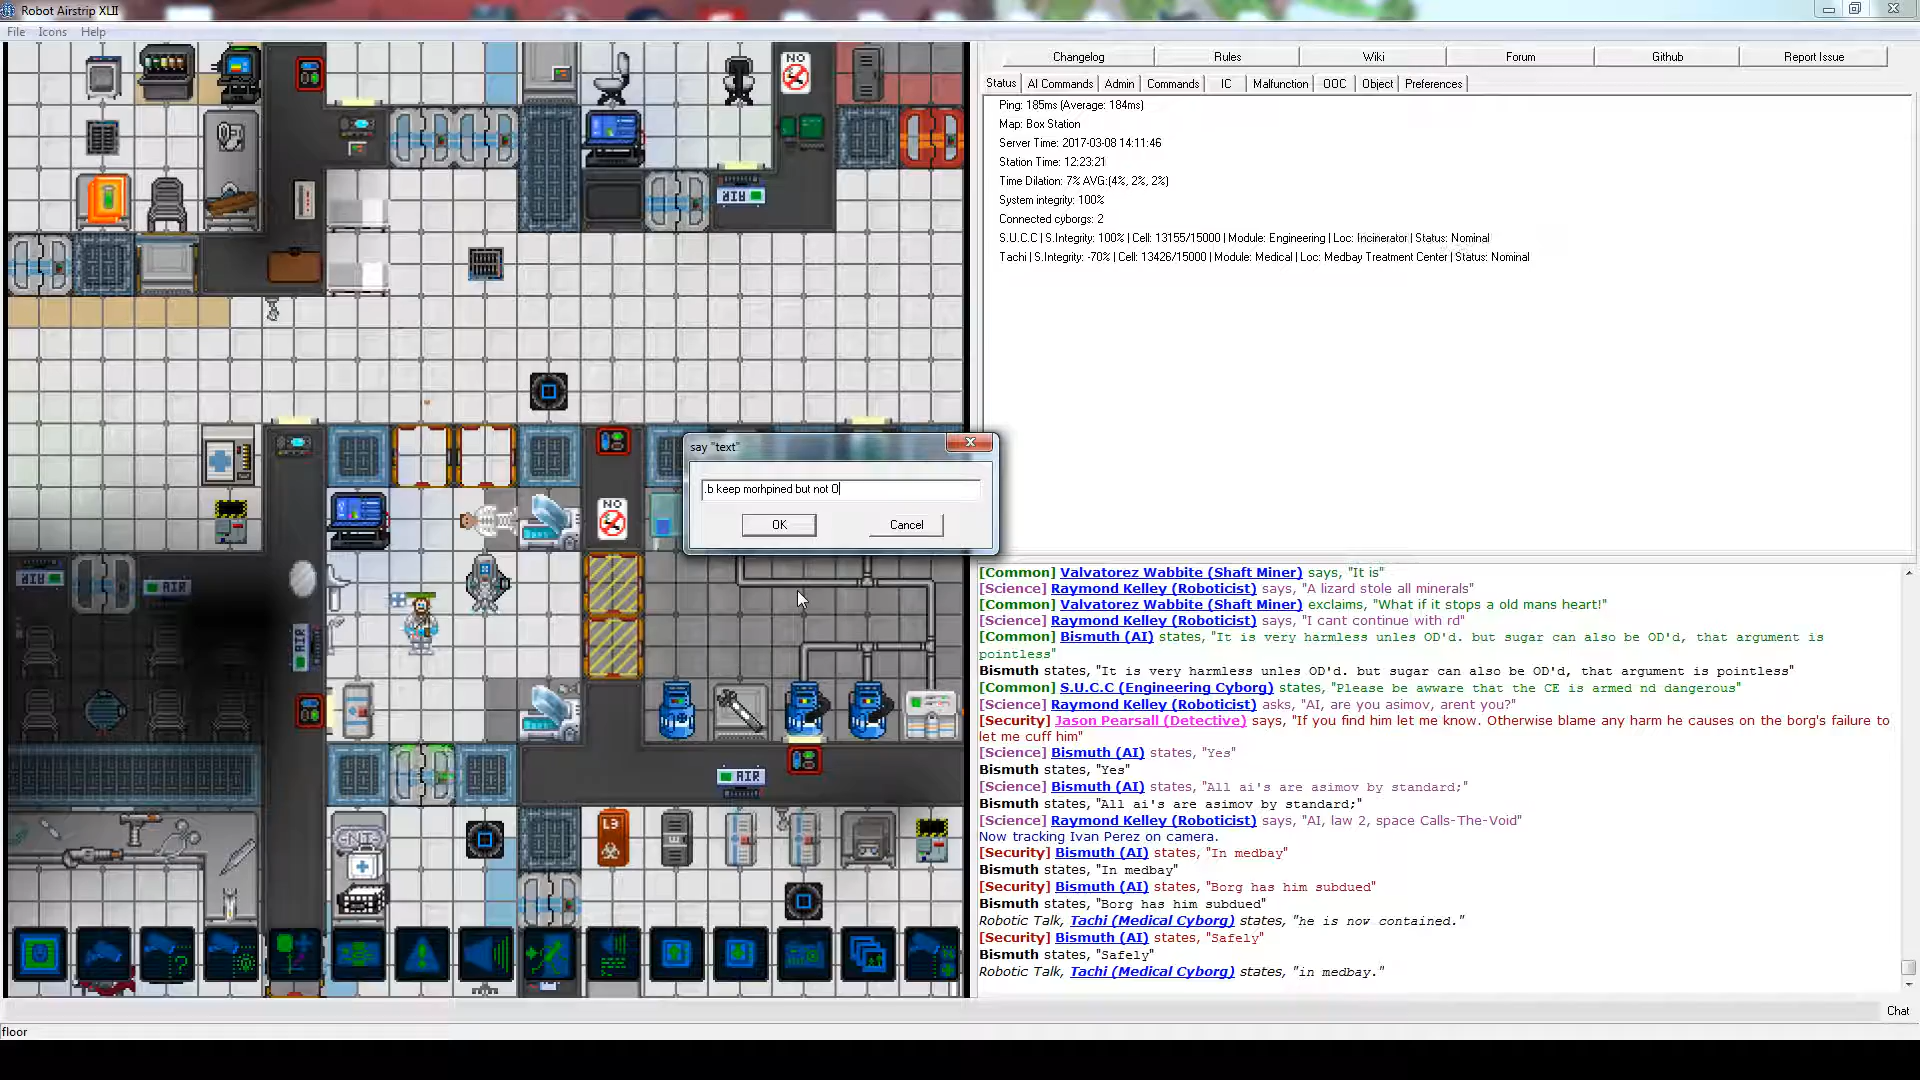 Robot Airstrip XLII
File Icons Help
Changelog Rules Wiki Forum Github Report Issue
Status AI Commands Admin Commands IC Malfunction OOC Object Preferences
Ping: 185ms (Average: 184ms)
Map: Box Station
Server Time: 2017-03-08 14:11:46
Station Time: 12:23:21
Time Dilation: 7% AVG:(4%, 2%, 2%)
System integrity: 100%
Connected cyborgs: 2
S.U.C.C | S.Integrity: 100% | Cell: 13155/15000 | Module: Engineering | Loc: Incinerator | Status: Nominal
Tachi | S.Integrity: -70% | Cell: 13426/15000 | Module: Medical | Loc: Medbay Treatment Center | Status: Nominal
NO
AIR
say "text"
.b keep morhpined but not O
OK Cancel
NO
AIR
AIR
AIR
AIR
AIR
L3
[Common] Valvatorez Wabbite (Shaft Miner) says, "It is"
[Science] Raymond Kelley (Roboticist) says, "A lizard stole all minerals"
[Common] Valvatorez Wabbite (Shaft Miner) exclaims, "What if it stops a old mans heart!"
[Science] Raymond Kelley (Roboticist) says, "I cant continue with rd"
[Common] Bismuth (AI) states, "It is very harmless unles OD'd. but sugar can also be OD'd, that argument is
pointless"
Bismuth states, "It is very harmless unles OD'd. but sugar can also be OD'd, that argument is pointless"
[Common] S.U.C.C (Engineering Cyborg) states, "Please be awware that the CE is armed nd dangerous"
[Science] Raymond Kelley (Roboticist) asks, "AI, are you asimov, arent you?"
[Security] Jason Pearsall (Detective) says, "If you find him let me know. Otherwise blame any harm he causes on the borg's failure to
let me cuff him"
[Science] Bismuth (AI) states, "Yes"
Bismuth states, "Yes"
[Science] Bismuth (AI) states, "All ai's are asimov by standard;"
Bismuth states, "All ai's are asimov by standard;"
[Science] Raymond Kelley (Roboticist) says, "AI, law 2, space Calls-The-Void"
Now tracking Ivan Perez on camera.
[Security] Bismuth (AI) states, "In medbay"
Bismuth states, "In medbay"
[Security] Bismuth (AI) states, "Borg has him subdued"
Bismuth states, "Borg has him subdued"
Robotic Talk, Tachi (Medical Cyborg) states, "he is now contained."
[Security] Bismuth (AI) states, "Safely"
Bismuth states, "Safely"
Robotic Talk, Tachi (Medical Cyborg) states, "in medbay."
Chat
floor